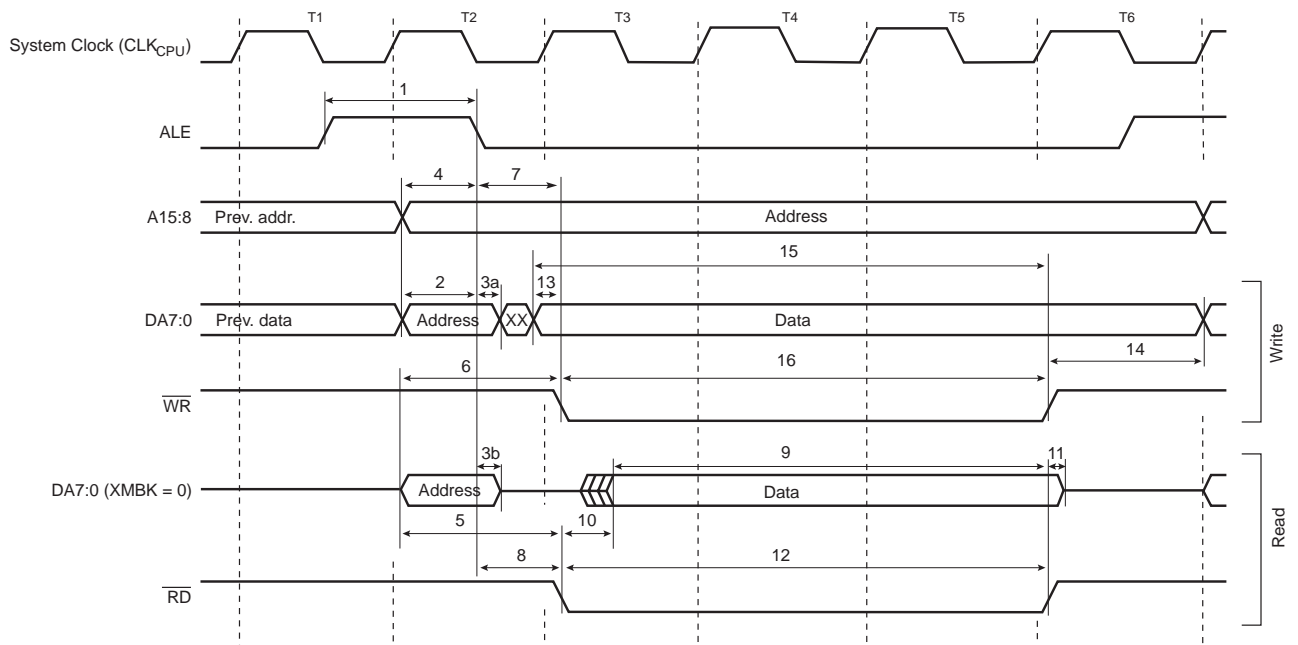 T1 T2 T3 T4 T5 T6
System Clock (CLKCPU)
1
ALE
4 7
A15:8 Prev. addr. Address
15
2 3a 13
DA7:0 Prev. data Address XX Data
6 16 14
WR
Write
3b 9 11
DA7:0 (XMBK = 0) Address Data
5 10
8 12
RD
Read